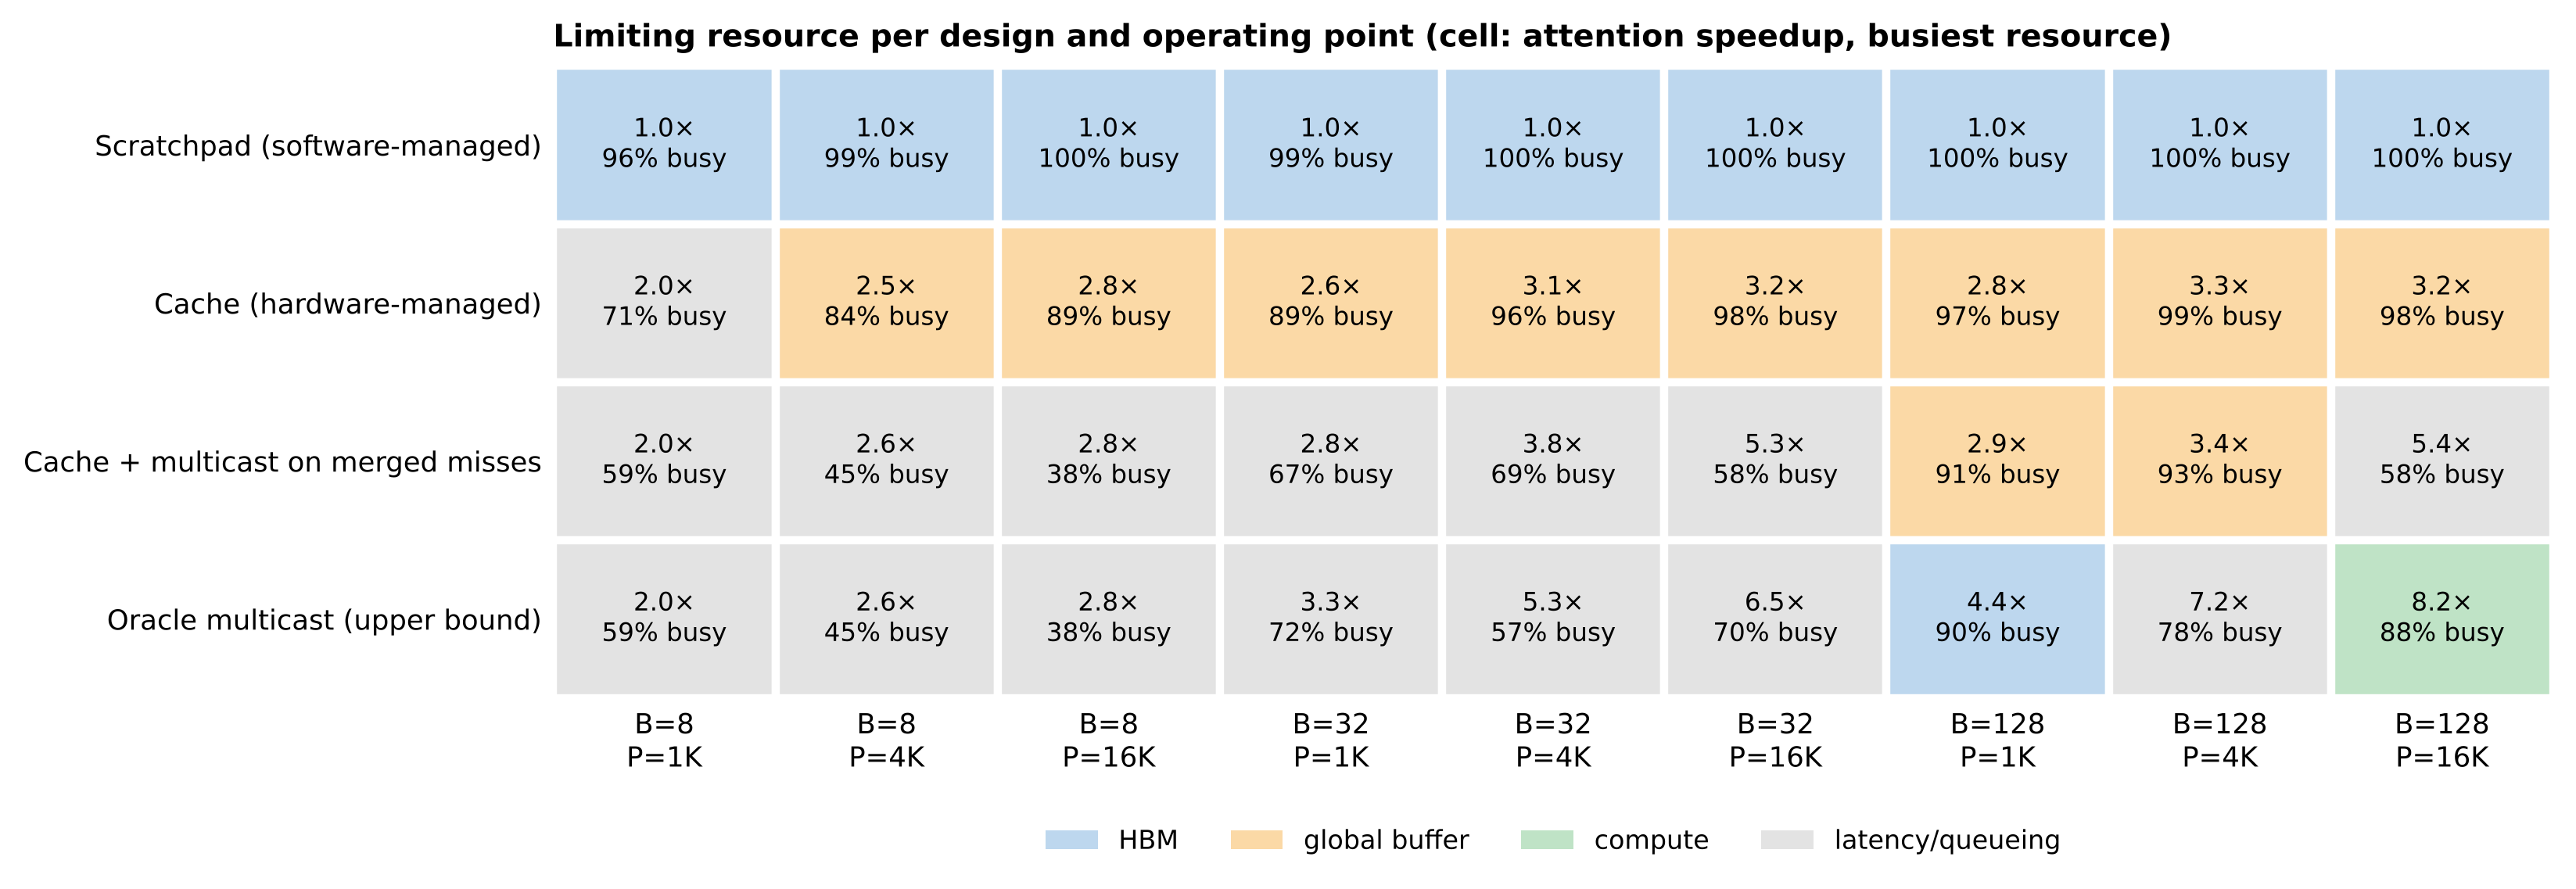 Limiting resource per design and operating point (cell: attention speedup, busiest resource)
Scratchpad (software-managed)
1.0× 1.0× 1.0× 1.0× 1.0× 1.0× 1.0× 1.0× 1.0×
96% busy 99% busy 100% busy 99% busy 100% busy 100% busy 100% busy 100% busy 100% busy
Cache (hardware-managed)
2.0× 2.5× 2.8× 2.6× 3.1× 3.2× 2.8× 3.3× 3.2×
71% busy 84% busy 89% busy 89% busy 96% busy 98% busy 97% busy 99% busy 98% busy
Cache + multicast on merged misses
2.0× 2.6× 2.8× 2.8× 3.8× 5.3× 2.9× 3.4× 5.4×
59% busy 45% busy 38% busy 67% busy 69% busy 58% busy 91% busy 93% busy 58% busy
Oracle multicast (upper bound)
2.0× 2.6× 2.8× 3.3× 5.3× 6.5× 4.4× 7.2× 8.2×
59% busy 45% busy 38% busy 72% busy 57% busy 70% busy 90% busy 78% busy 88% busy
B=8 B=8 B=8 B=32 B=32 B=32 B=128 B=128 B=128
P=1K P=4K P=16K P=1K P=4K P=16K P=1K P=4K P=16K
HBM global buffer compute latency/queueing